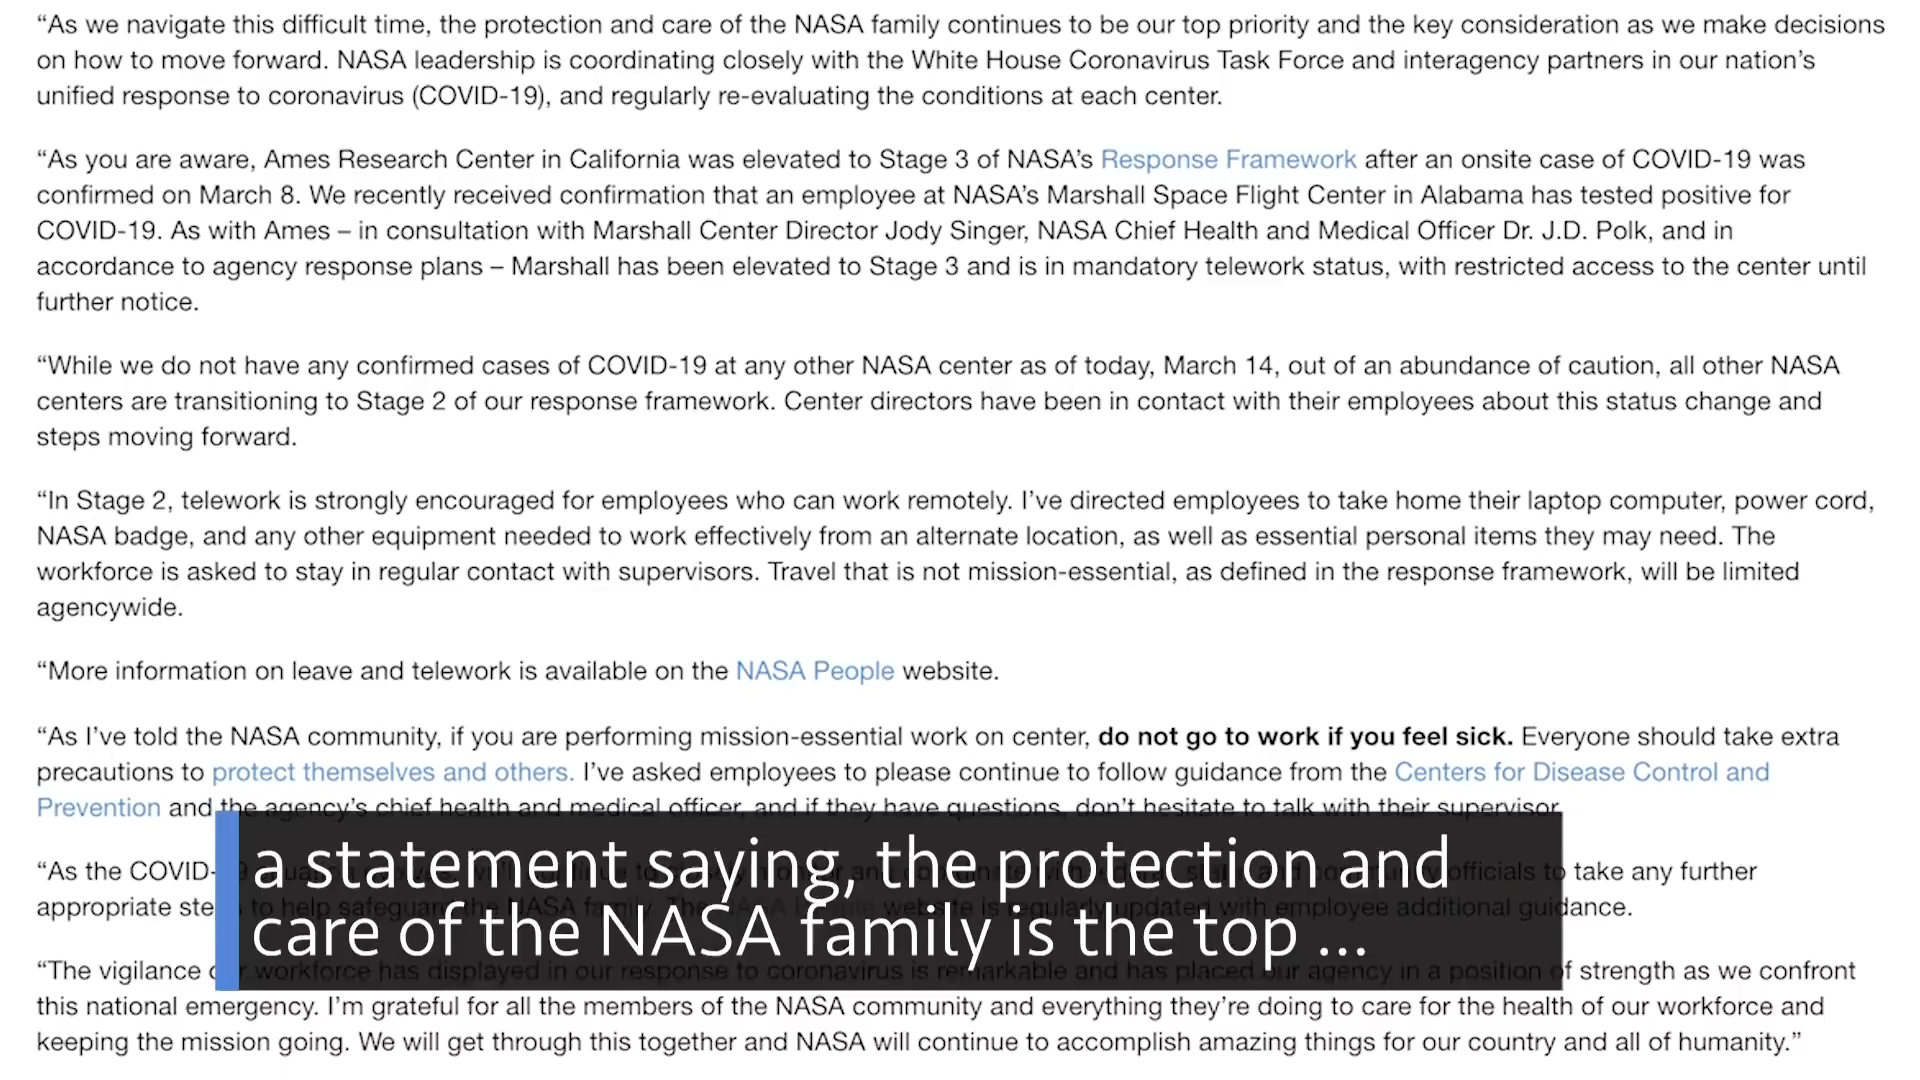 “As we navigate this difficult time, the protection and care of the NASA family continues to be our top priority and the key consideration as we make decisions
on how to move forward. NASA leadership is coordinating closely with the White House Coronavirus Task Force and interagency partners in our nation’s
unified response to coronavirus (COVID-19), and regularly re-evaluating the conditions at each center.
“As you are aware, Ames Research Center in California was elevated to Stage 3 of NASA’s Response Framework after an onsite case of COVID-19 was
confirmed on March 8. We recently received confirmation that an employee at NASA’s Marshall Space Flight Center in Alabama has tested positive for
COVID-19. As with Ames – in consultation with Marshall Center Director Jody Singer, NASA Chief Health and Medical Officer Dr. J.D. Polk, and in
accordance to agency response plans – Marshall has been elevated to Stage 3 and is in mandatory telework status, with restricted access to the center until
further notice.
“While we do not have any confirmed cases of COVID-19 at any other NASA center as of today, March 14, out of an abundance of caution, all other NASA
centers are transitioning to Stage 2 of our response framework. Center directors have been in contact with their employees about this status change and
steps moving forward.
“In Stage 2, telework is strongly encouraged for employees who can work remotely. I’ve directed employees to take home their laptop computer, power cord,
NASA badge, and any other equipment needed to work effectively from an alternate location, as well as essential personal items they may need. The
workforce is asked to stay in regular contact with supervisors. Travel that is not mission-essential, as defined in the response framework, will be limited
agencywide.
“More information on leave and telework is available on the NASA People website.
“As I’ve told the NASA community, if you are performing mission-essential work on center, do not go to work if you feel sick. Everyone should take extra
precautions to protect themselves and others. I’ve asked employees to please continue to follow guidance from the Centers for Disease Control and
Prevention and the agency’s chief health and medical officer, and if they have questions, don’t hesitate to talk with their supervisor.
“As the COVID- officials to take any further
appropriate to help safeguard the NASA family. The website is regularly updated with employee additional guidance.
“The vigilance our workforce has displayed in our response to coronavirus is remarkable and has placed our agency in a position of strength as we confront
this national emergency. I’m grateful for all the members of the NASA community and everything they’re doing to care for the health of our workforce and
keeping the mission going. We will get through this together and NASA will continue to accomplish amazing things for our country and all of humanity.”
a statement saying, the protection and
care of the NASA family is the top ...